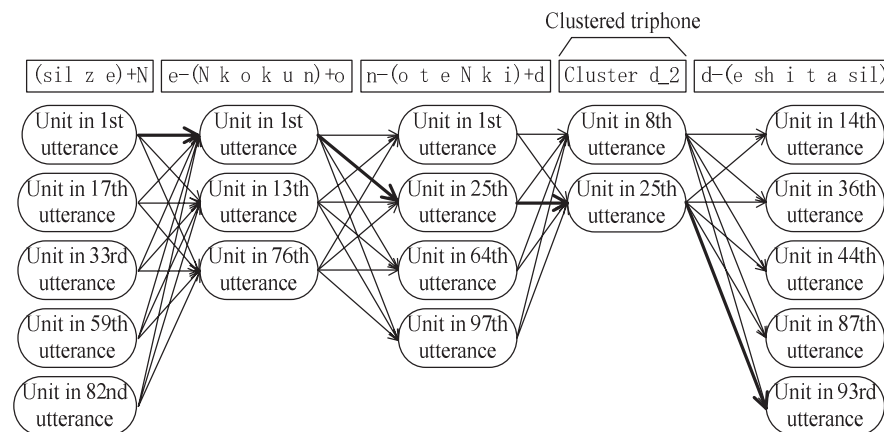 Clustered triphone
(sil z e)+N
e-(N k o k u n)+o
n-(o t e N k i)+d
Cluster d_2
d-(e sh i t a sil)
Unit in 1st
utterance
Unit in 17th
utterance
Unit in 33rd
utterance
Unit in 59th
utterance
Unit in 82nd
utterance
Unit in 1st
utterance
Unit in 13th
utterance
Unit in 76th
utterance
Unit in 1st
utterance
Unit in 25th
utterance
Unit in 64th
utterance
Unit in 97th
utterance
Unit in 8th
utterance
Unit in 25th
utterance
Unit in 14th
utterance
Unit in 36th
utterance
Unit in 44th
utterance
Unit in 87th
utterance
Unit in 93rd
utterance